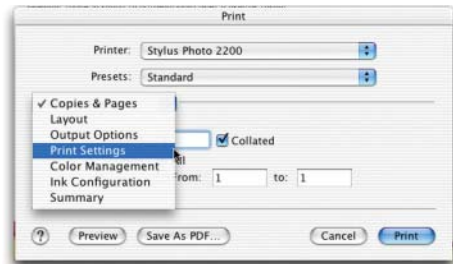 Print
Printer: Stylus Photo 2200
Presets: Standard
✓ Copies & Pages
Layout
Output Options
Print Settings
Color Management
Ink Configuration
Summary
Collated
From: 1 to: 1
? Preview Save As PDF... Cancel Print